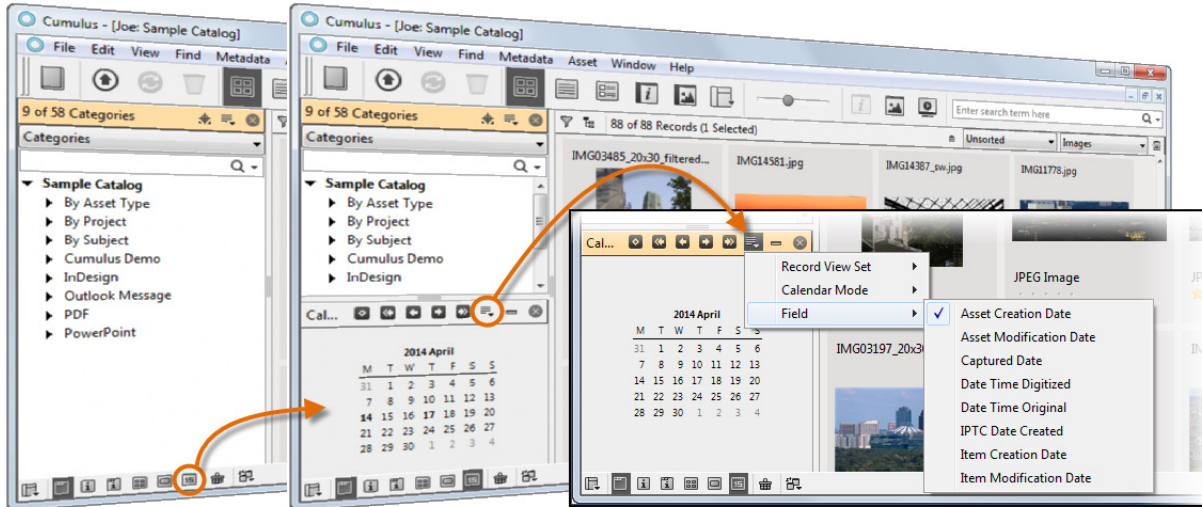 Cumulus - [Joe: Sample Catalog]
File Edit View Find Metadata
9 of 58 Categories
Categories
Sample Catalog
By Asset Type
By Project
By Subject
Cumulus Demo
InDesign
Outlook Message
PDF
PowerPoint
15
Cumulus - [Joe: Sample Catalog]
File Edit View Find Metadata Asset Window Help
Enter search term here
9 of 58 Categories
88 of 88 Records (1 Selected)
Unsorted
Images
Categories
IMG03485_20x30_filtered...
IMG14581.jpg
IMG14387_sw.jpg
IMG11778.jpg
Sample Catalog
By Asset Type
By Project
By Subject
Cumulus Demo
InDesign
Cal...
2014 April
M T W T F S S
31 1 2 3 4 5 6
7 8 9 10 11 12 13
14 15 16 17 18 19 20
21 22 23 24 25 26 27
28 29 30 1 2 3 4
15
Cal...
Record View Set
Calendar Mode
Field
JPEG Image
2014 April
M T W T F S S
31 1 2 3 4 5 6
7 8 9 10 11 12 13
14 15 16 17 18 19 20
21 22 23 24 25 26 27
28 29 30 1 2 3 4
15
Asset Creation Date
Asset Modification Date
Captured Date
Date Time Digitized
Date Time Original
IPTC Date Created
Item Creation Date
Item Modification Date